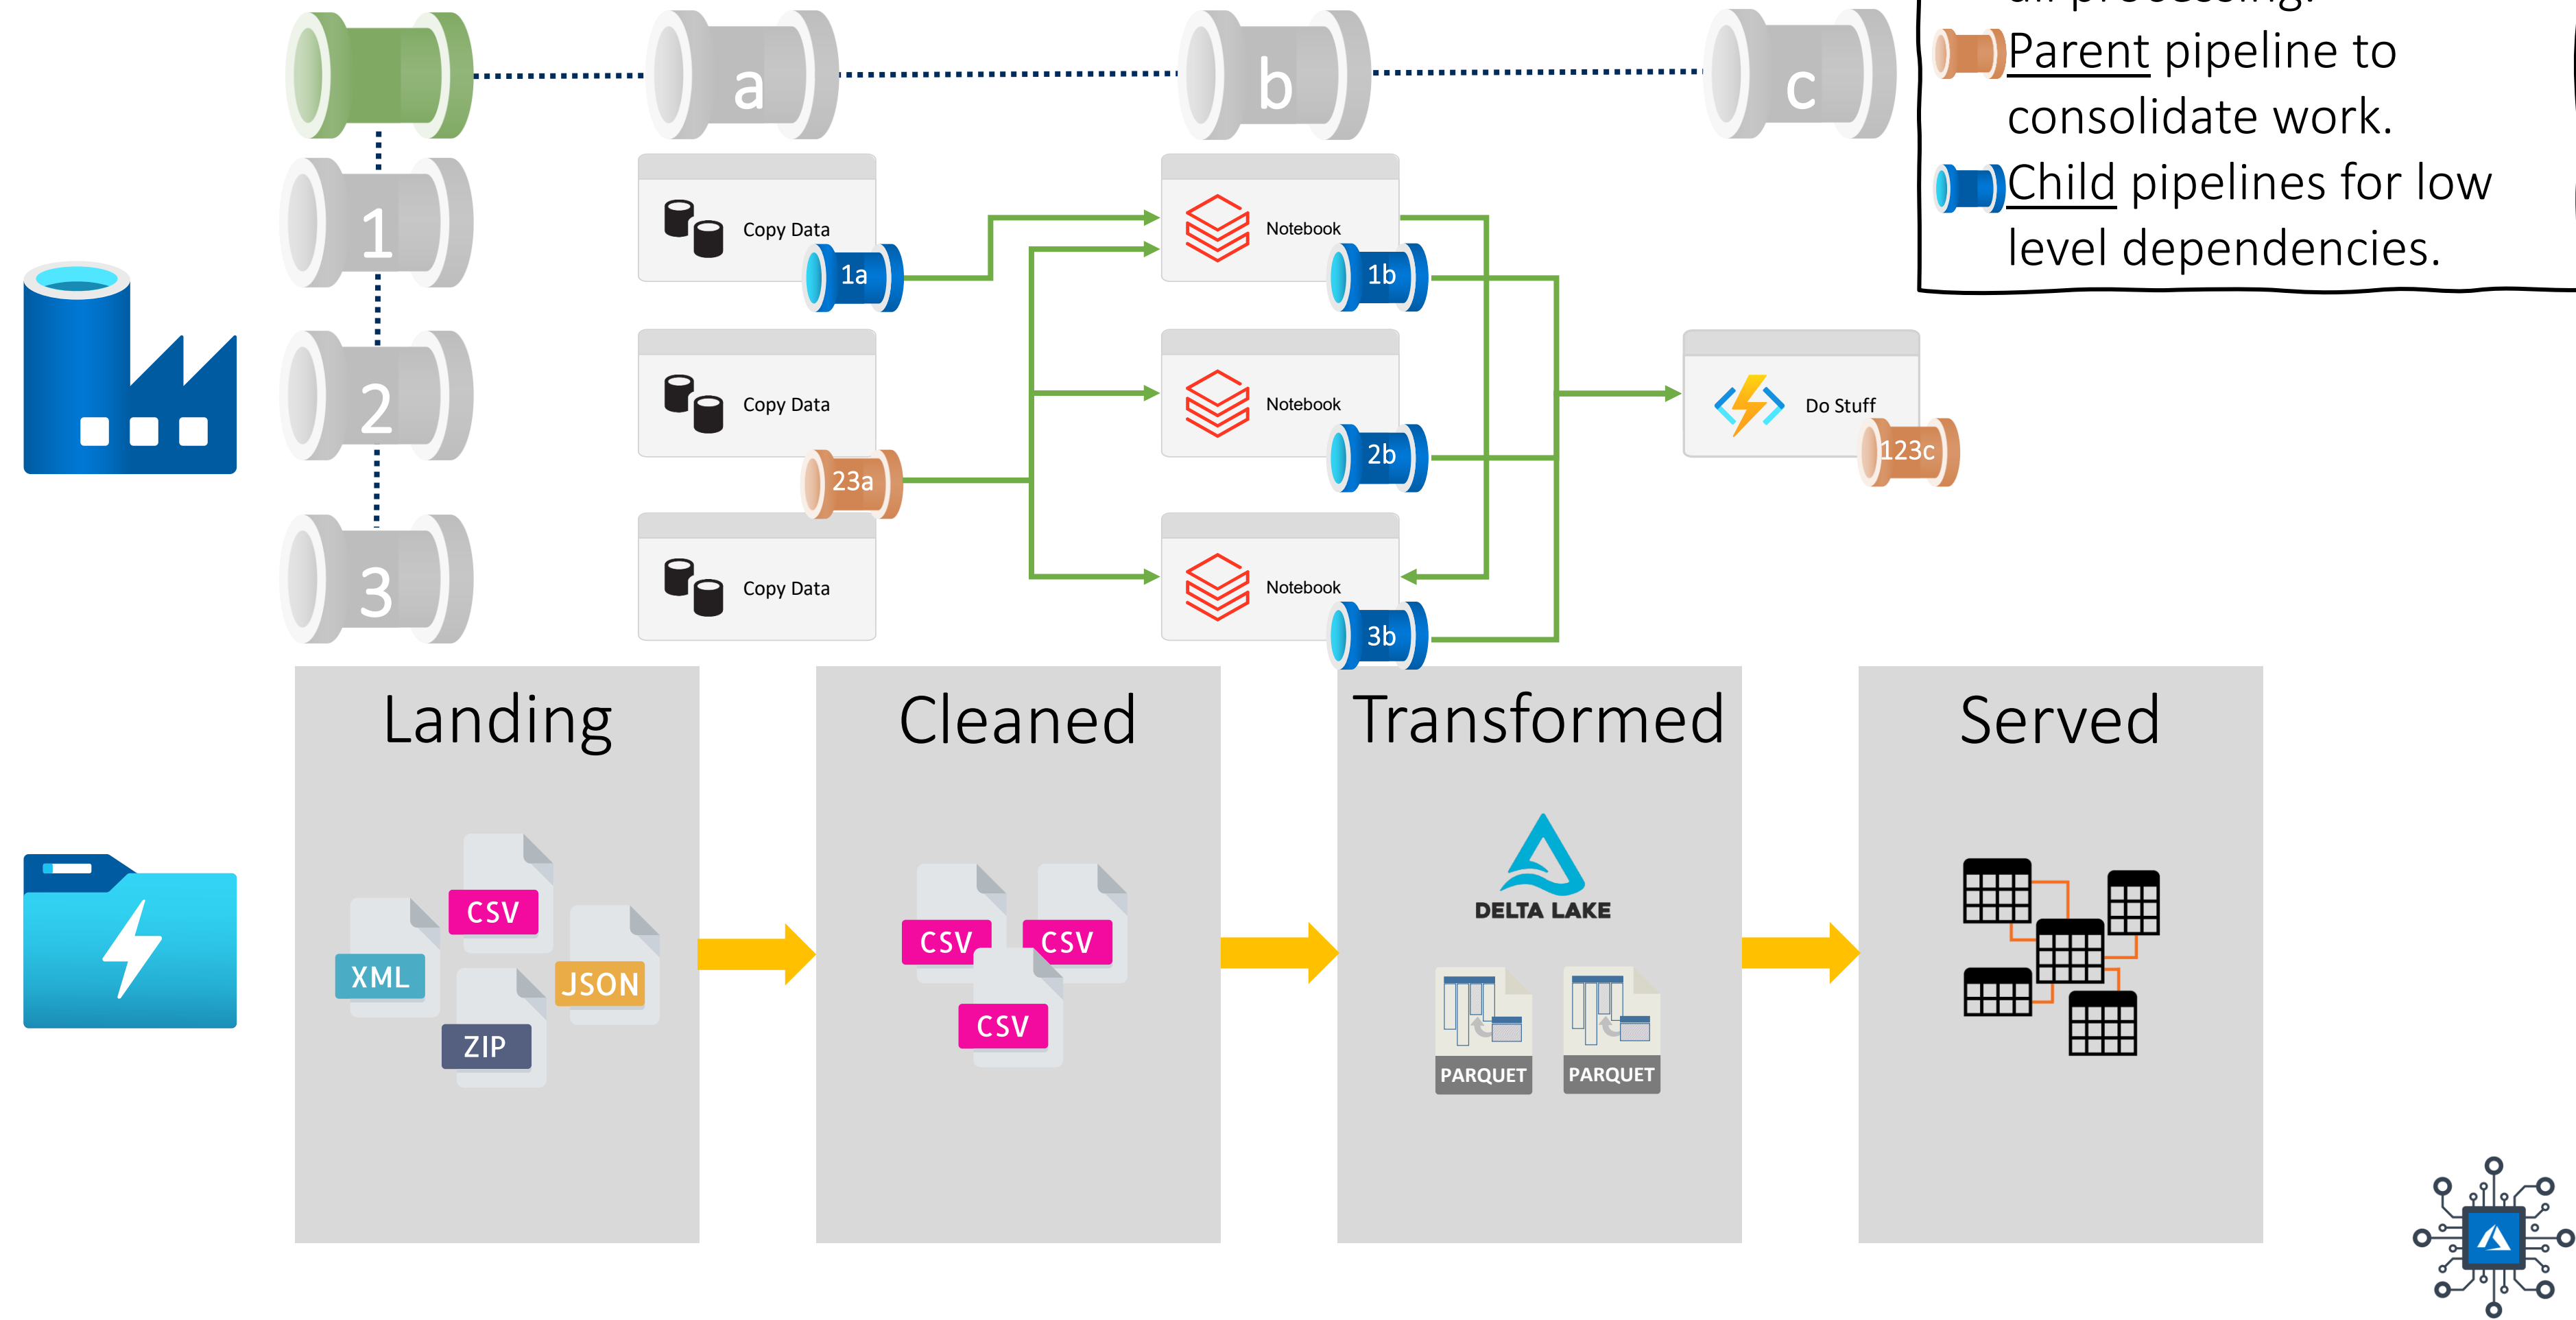 all processing.
Parent pipeline to
consolidate work.
Child pipelines for low
level dependencies.
a
b
c
1
2
3
Copy Data
1a
Notebook
1b
Copy Data
23a
Notebook
2b
Do Stuff
123c
Copy Data
Notebook
3b
Landing
Cleaned
Transformed
Served
CSV
XML
JSON
ZIP
CSV
CSV
CSV
DELTA LAKE
PARQUET
PARQUET